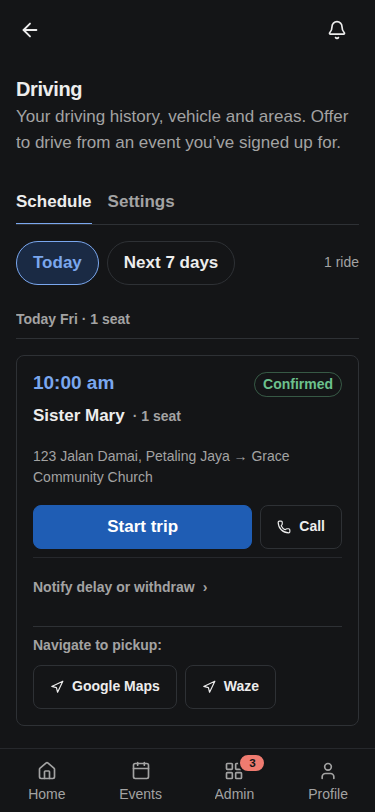 Driving
Your driving history, vehicle and areas. Offer
to drive from an event you’ve signed up for.
Schedule Settings
Today Next 7 days 1 ride
Today Fri · 1 seat
10:00 am Confirmed
Sister Mary · 1 seat
123 Jalan Damai, Petaling Jaya → Grace
Community Church
Start trip Call
Notify delay or withdraw ›
Navigate to pickup:
Google Maps Waze
3
Home Events Admin Profile